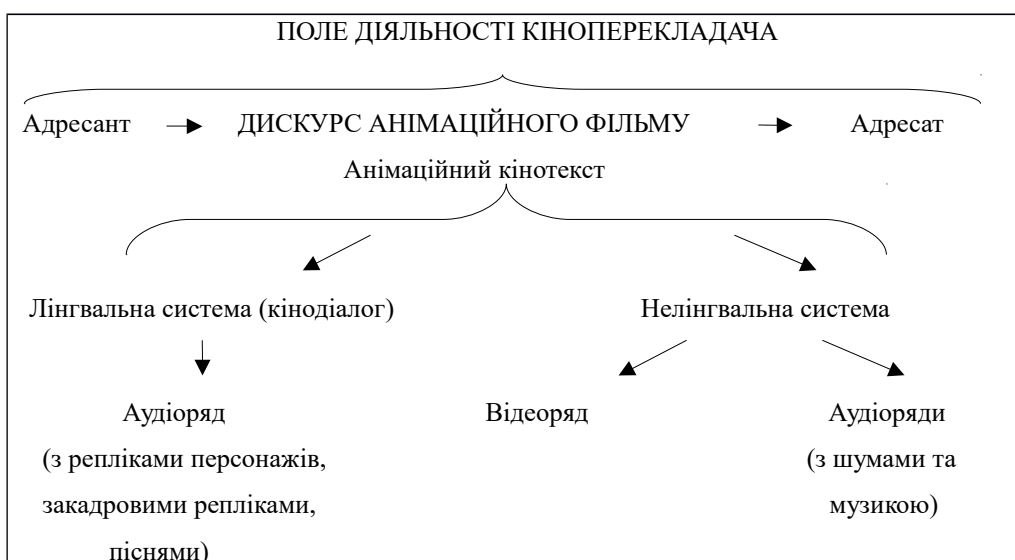 ПОЛЕ ДІЯЛЬНОСТІ КІНОПЕРЕКЛАДАЧА
Адресант ДИСКУРС АНІМАЦІЙНОГО ФІЛЬМУ Адресат
Анімаційний кінотекст
Лінгвальна система (кінодіалог) Нелінгвальна система
Аудіоряд Відеоряд Аудіоряди
(з репліками персонажів, (з шумами та
закадровими репліками, музикою)
піснями)